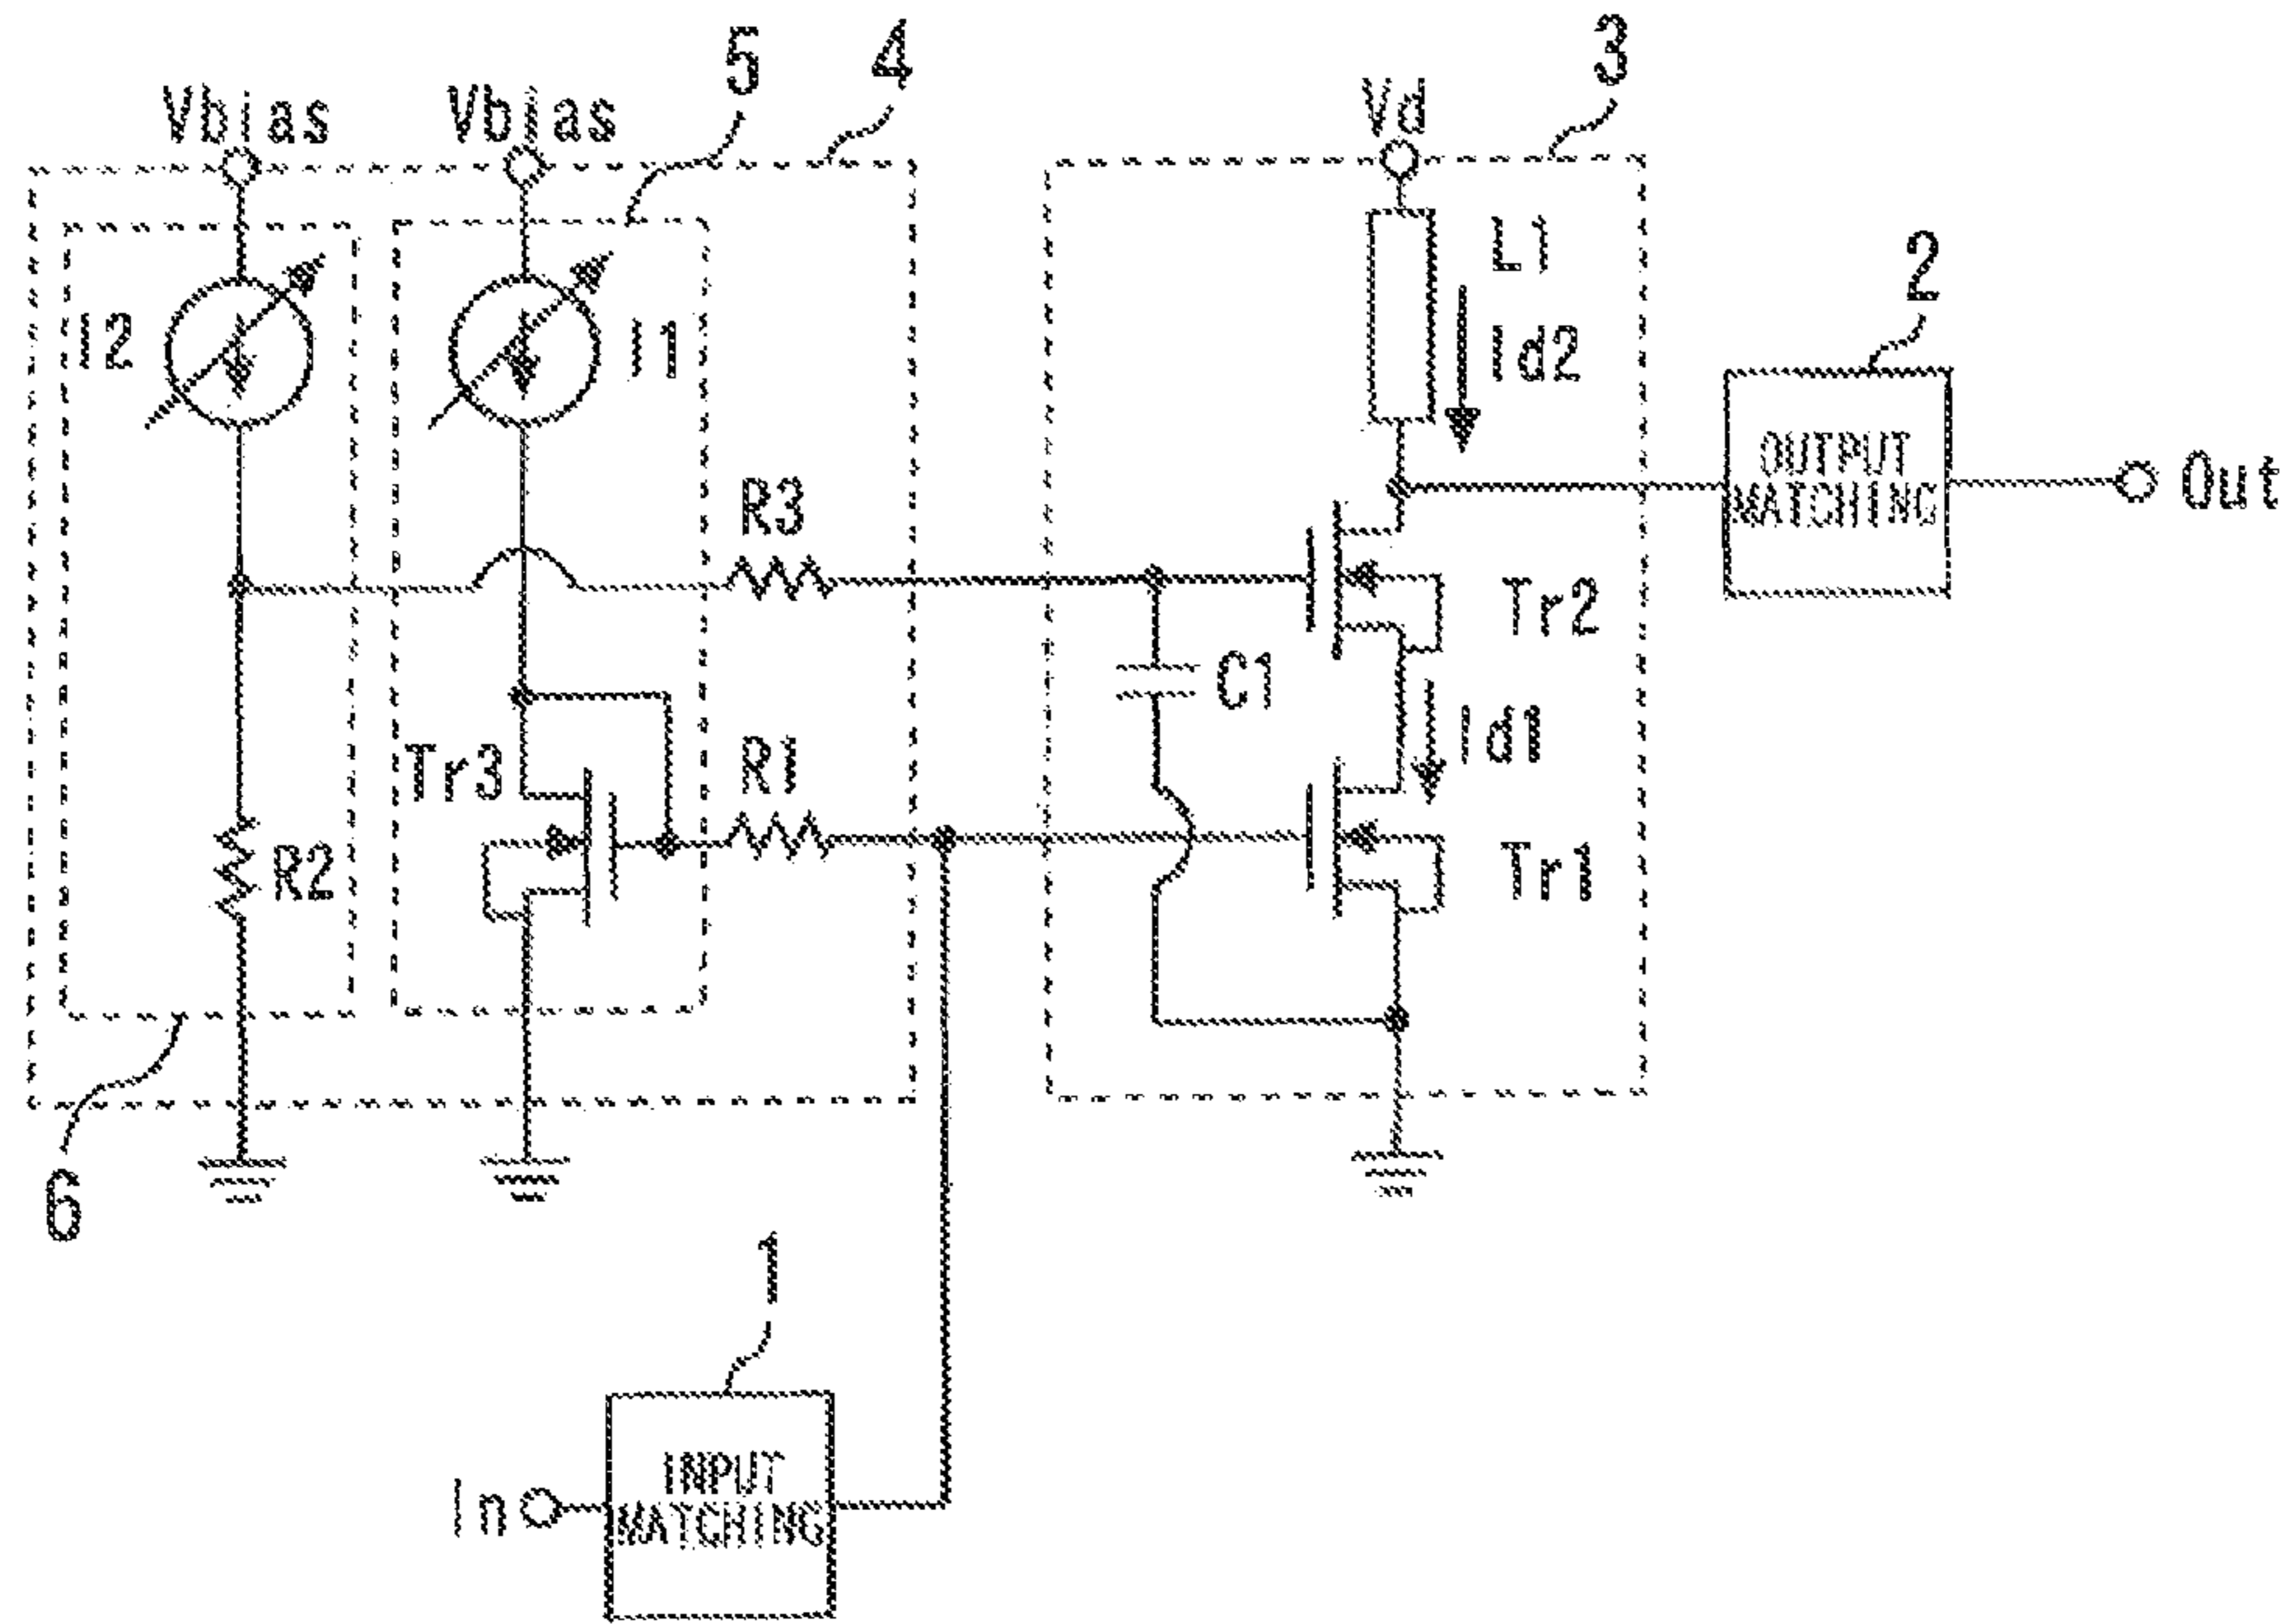 5
4
3
Vbias
Vbias
Vd
L1
2
I2
I1
Id2
OUTPUT
MATCHING
Out
R3
Tr2
C1
Id1
Tr3
R1
R2
Tr1
6
1
INPUT
MATCHING
In